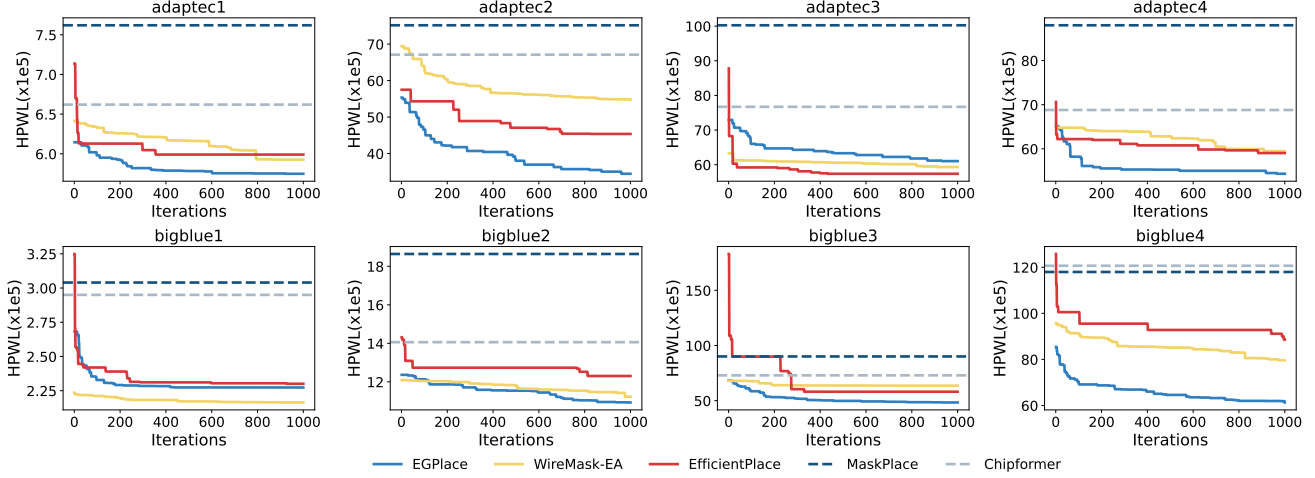 adaptec1
HPWL(x1e5)
7.5
7.0
6.5
6.0
0 200 400 600 800 1000
Iterations
adaptec2
HPWL(x1e5)
70
60
50
40
0 200 400 600 800 1000
Iterations
adaptec3
HPWL(x1e5)
100
90
80
70
60
0 200 400 600 800 1000
Iterations
adaptec4
HPWL(x1e5)
80
70
60
0 200 400 600 800 1000
Iterations
bigblue1
HPWL(x1e5)
3.25
3.00
2.75
2.50
2.25
0 200 400 600 800 1000
Iterations
bigblue2
HPWL(x1e5)
18
16
14
12
0 200 400 600 800 1000
Iterations
bigblue3
HPWL(x1e5)
150
100
50
0 200 400 600 800 1000
Iterations
bigblue4
HPWL(x1e5)
120
100
80
60
0 200 400 600 800 1000
Iterations
EGPlace WireMask-EA EfficientPlace MaskPlace Chipformer